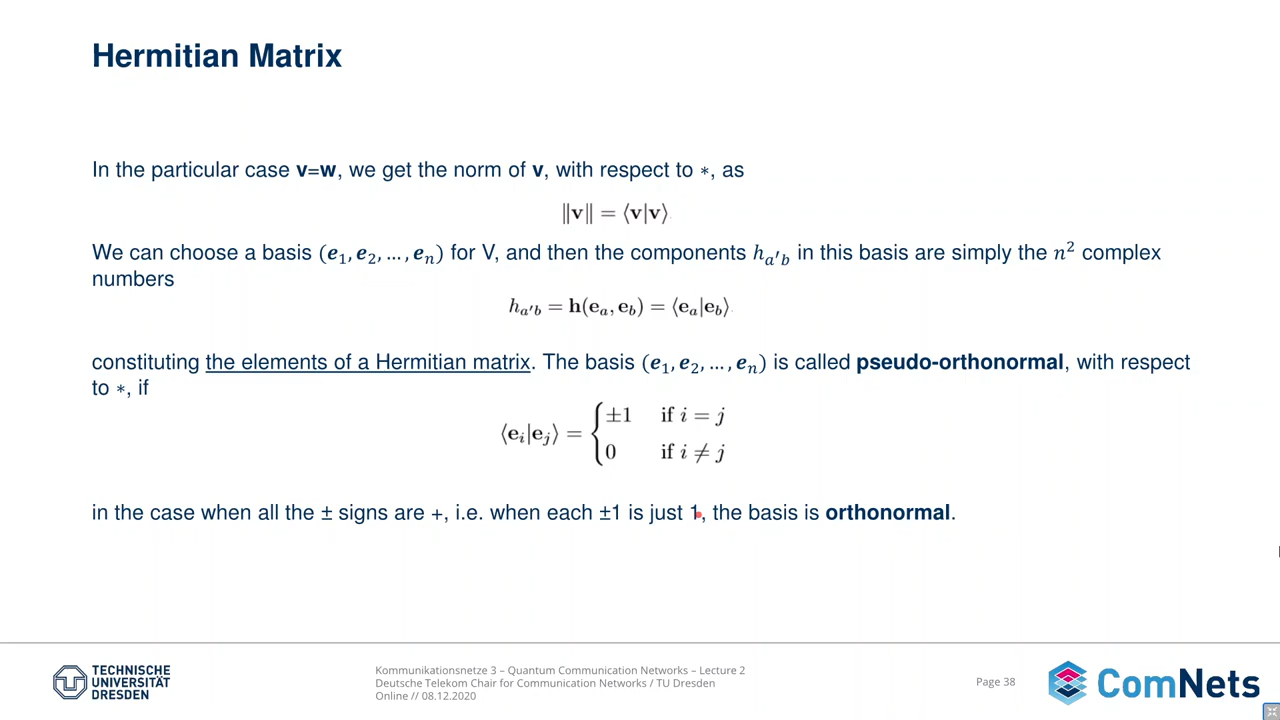 Hermitian Matrix
In the particular case v=w, we get the norm of v, with respect to ∗, as
‖v‖ = ⟨v|v⟩
We can choose a basis (e₁, e₂, …, eₙ) for V, and then the components hₐ′b in this basis are simply the n² complex
numbers
hₐ′b = h(eₐ, e_b) = ⟨eₐ|e_b⟩
constituting the elements of a Hermitian matrix. The basis (e₁, e₂, …, eₙ) is called pseudo-orthonormal, with respect
to ∗, if
⟨eᵢ|eⱼ⟩ = { ±1 if i = j
0 if i ≠ j
in the case when all the ± signs are +, i.e. when each ±1 is just 1, the basis is orthonormal.
TECHNISCHE
UNIVERSITÄT
DRESDEN
Kommunikationsnetze 3 – Quantum Communication Networks – Lecture 2
Deutsche Telekom Chair for Communication Networks / TU Dresden
Online // 08.12.2020
Page 38
ComNets